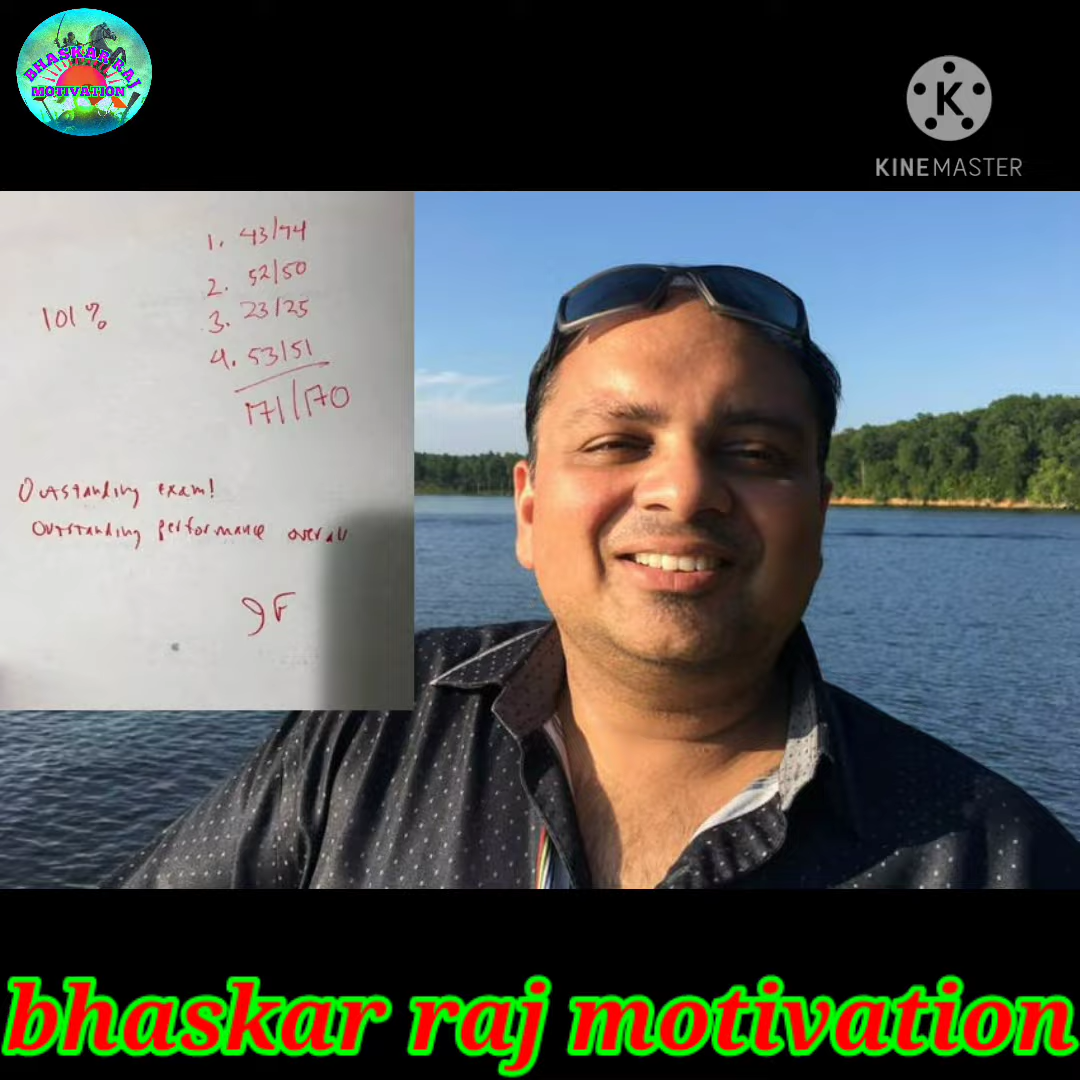 BHASKAR RAJ
MOTIVATION
K
KINEMASTER
101%
1. 43/44
2. 52/50
3. 23/25
4. 53/51
171/170
Outstanding exam!
Outstanding performance overall
bhaskar raj motivation